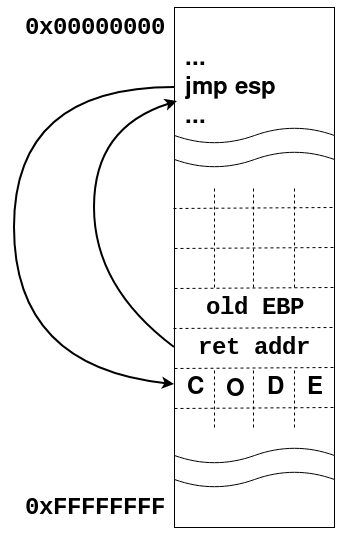 0x00000000
...
jmp esp
...
old EBP
ret addr
C O D E
0xFFFFFFFF